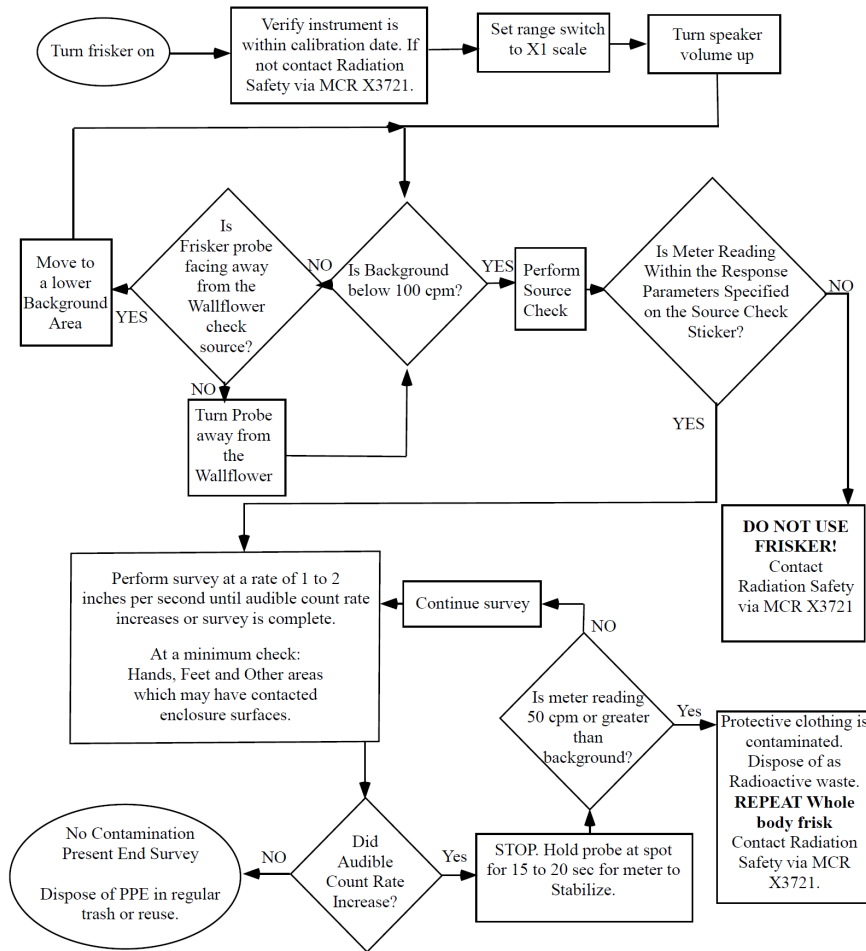 Turn frisker on
Verify instrument is
within calibration date. If
not contact Radiation
Safety via MCR X3721.
Set range switch
to X1 scale
Turn speaker
volume up
Move to
a lower
Background
Area
YES
Is
Frisker probe
facing away
from the
Wallflower
check
source?
NO
Is Background
below 100 cpm?
YES
Perform
Source
Check
Is Meter Reading
Within the Response
Parameters Specified
on the Source Check
Sticker?
NO
NO
Turn Probe
away from
the
Wallflower
YES
DO NOT USE
FRISKER!
Contact
Radiation Safety
via MCR X3721
Perform survey at a rate of 1 to 2
inches per second until audible count rate
increases or survey is complete.
At a minimum check:
Hands, Feet and Other areas
which may have contacted
enclosure surfaces.
Continue survey
NO
Is meter reading
50 cpm or greater
than
background?
Yes
Protective clothing is
contaminated.
Dispose of as
Radioactive waste.
REPEAT Whole
body frisk
Contact Radiation
Safety via MCR
X3721.
No Contamination
Present End Survey
Dispose of PPE in regular
trash or reuse.
NO
Did
Audible
Count Rate
Increase?
Yes
STOP. Hold probe at spot
for 15 to 20 sec for meter to
Stabilize.